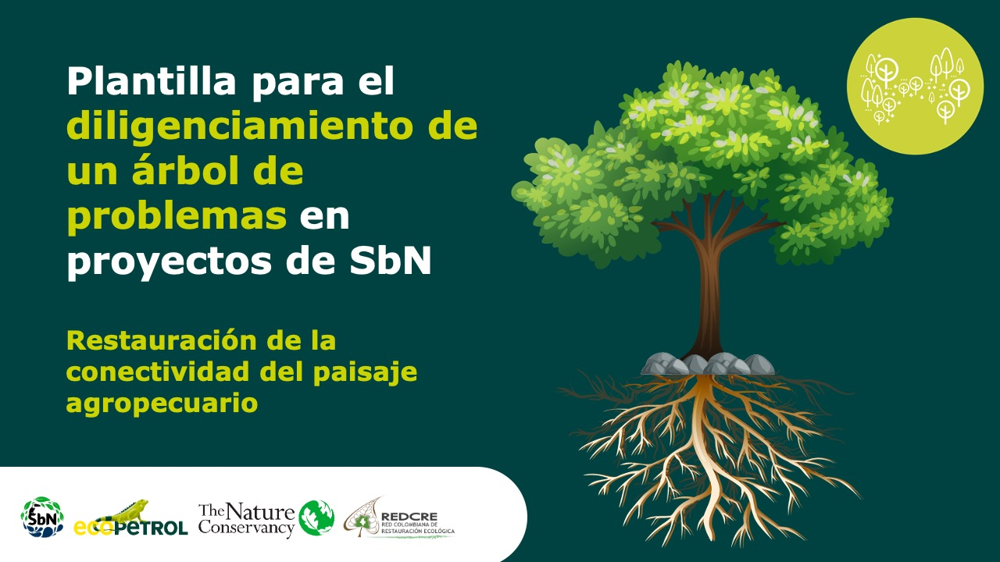 Plantilla para el
diligenciamiento de
un árbol de
problemas en
proyectos de SbN
Restauración de la
conectividad del paisaje
agropecuario
SbN
ecopetrol
The Nature
Conservancy
REDCRE
RED COLOMBIANA DE
RESTAURACIÓN ECOLÓGICA